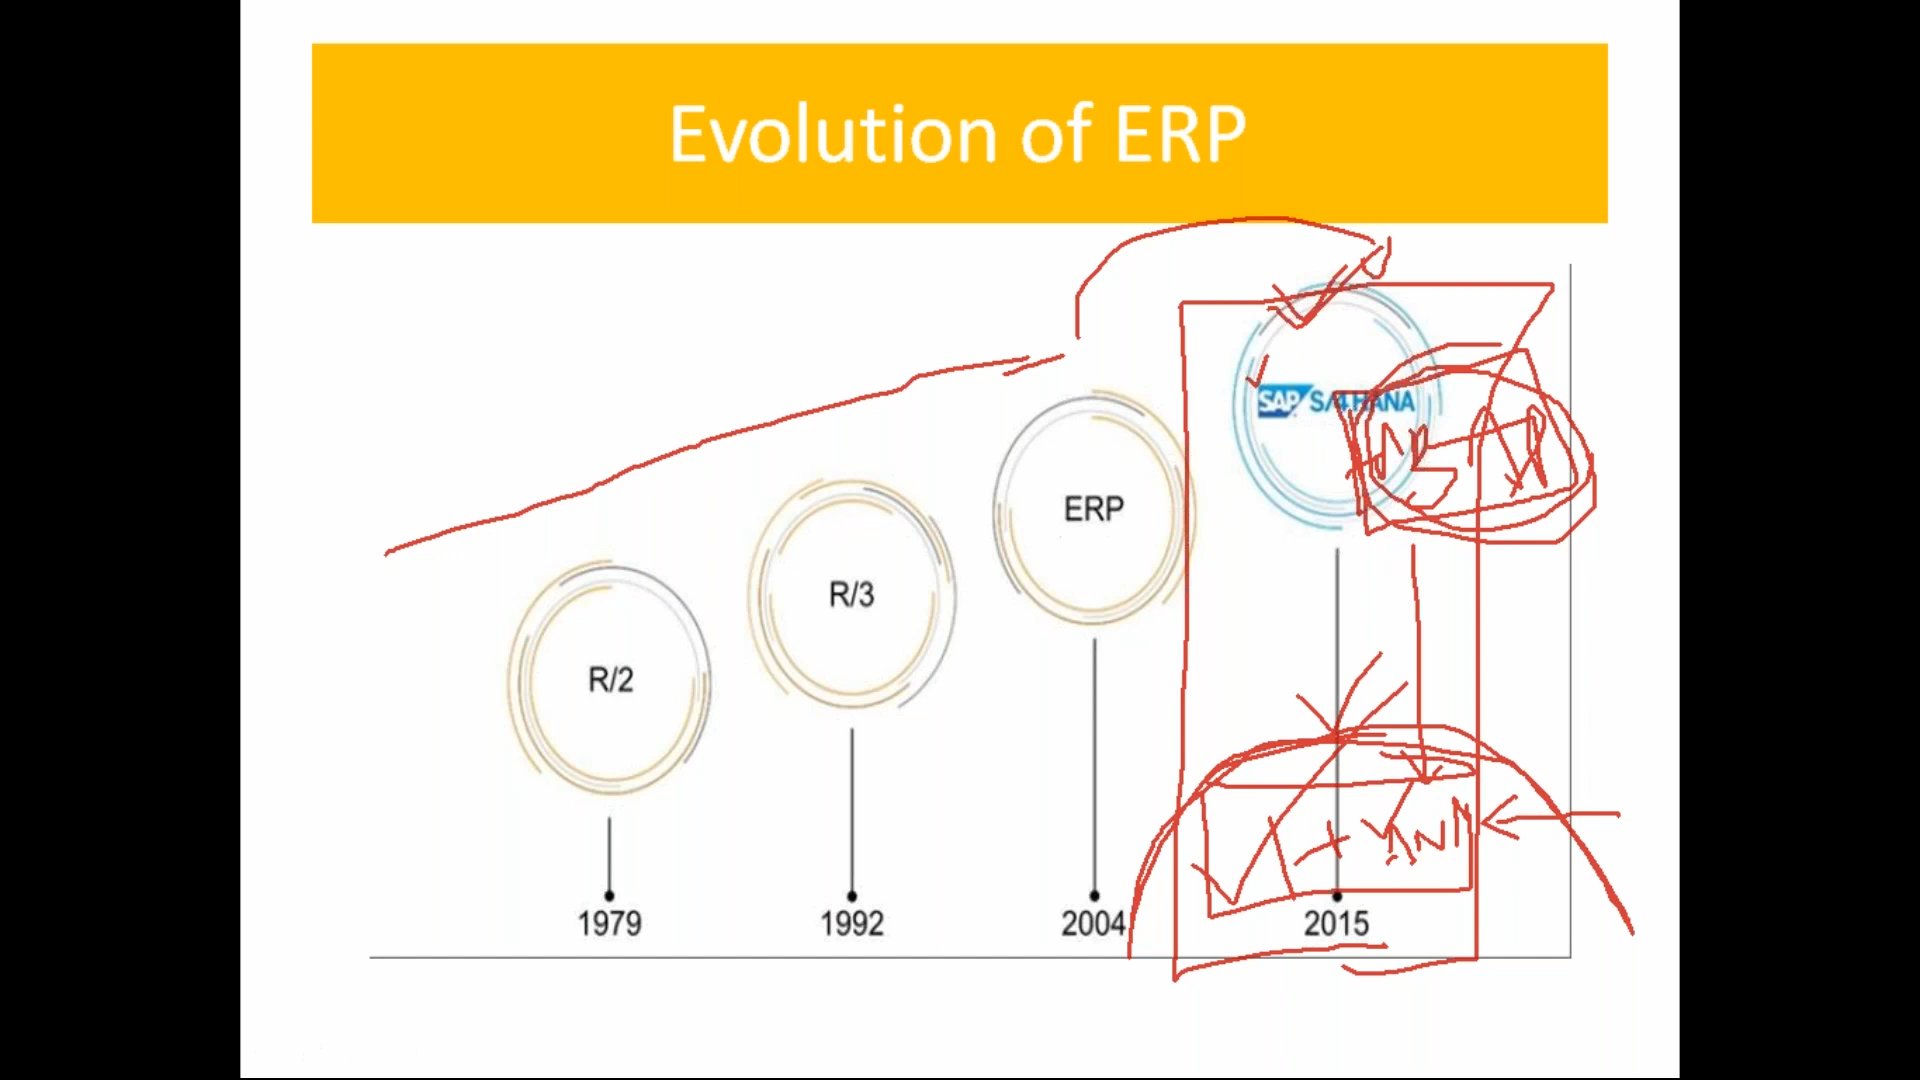 Evolution of ERP
SAP S/4HANA
ERP
R/3
R/2
1979 1992 2004 2015